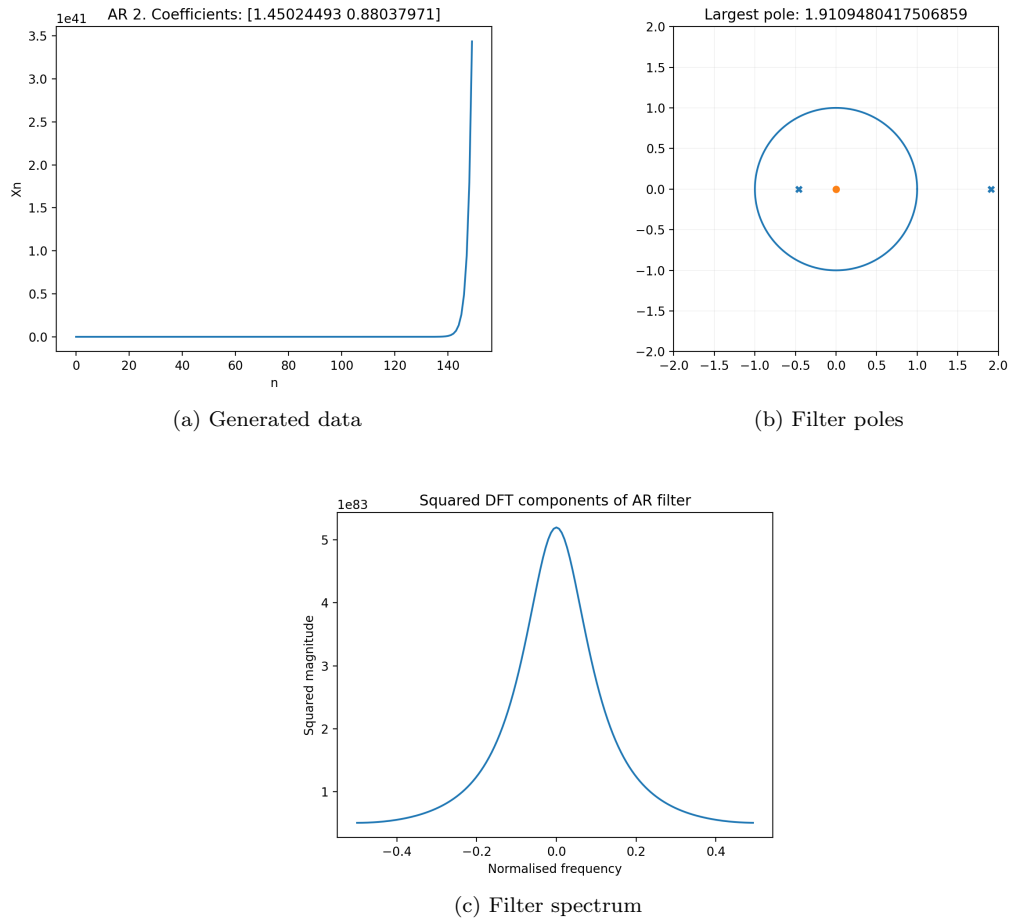 AR 2. Coefficients: [1.45024493 0.88037971]
1e41
3.5
3.0
2.5
2.0
1.5
1.0
0.5
0.0
Xn
0 20 40 60 80 100 120 140
n
(a) Generated data
Largest pole: 1.9109480417506859
2.0
1.5
1.0
0.5
0.0
−0.5
−1.0
−1.5
−2.0
−2.0 −1.5 −1.0 −0.5 0.0 0.5 1.0 1.5 2.0
(b) Filter poles
Squared DFT components of AR filter
1e83
5
4
3
2
1
Squared magnitude
−0.4 −0.2 0.0 0.2 0.4
Normalised frequency
(c) Filter spectrum